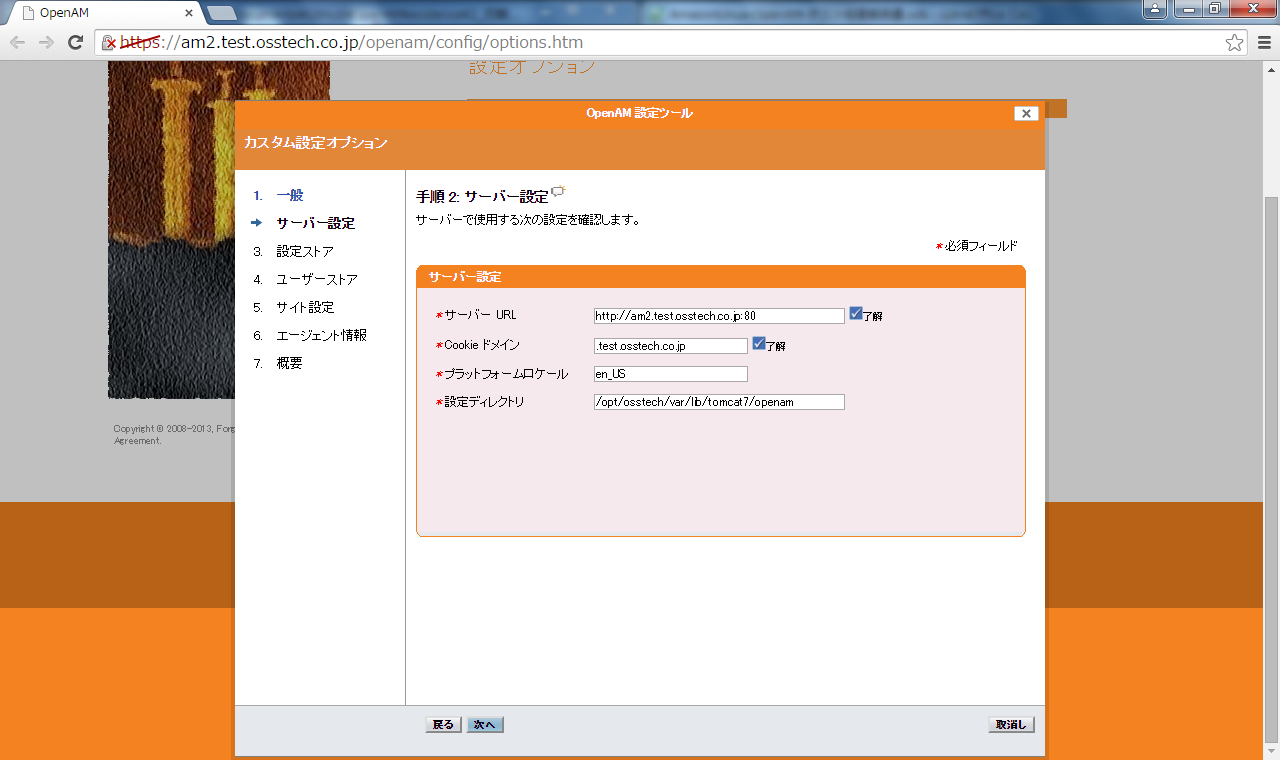 OpenAM
https://am2.test.osstech.co.jp/openam/config/options.htm
設定オプション
OpenAM 設定ツール
カスタム設定オプション
1. 一般
サーバー設定
3. 設定ストア
4. ユーザーストア
5. サイト設定
6. エージェント情報
7. 概要
手順 2: サーバー設定
サーバーで使用する次の設定を確認します。
*必須フィールド
サーバー設定
*サーバー URL http://am2.test.osstech.co.jp:80 了解
*Cookie ドメイン .test.osstech.co.jp 了解
*プラットフォームロケール en_US
*設定ディレクトリ /opt/osstech/var/lib/tomcat7/openam
Copyright © 2008-2013, Forg
Agreement.
戻る 次へ 取消し